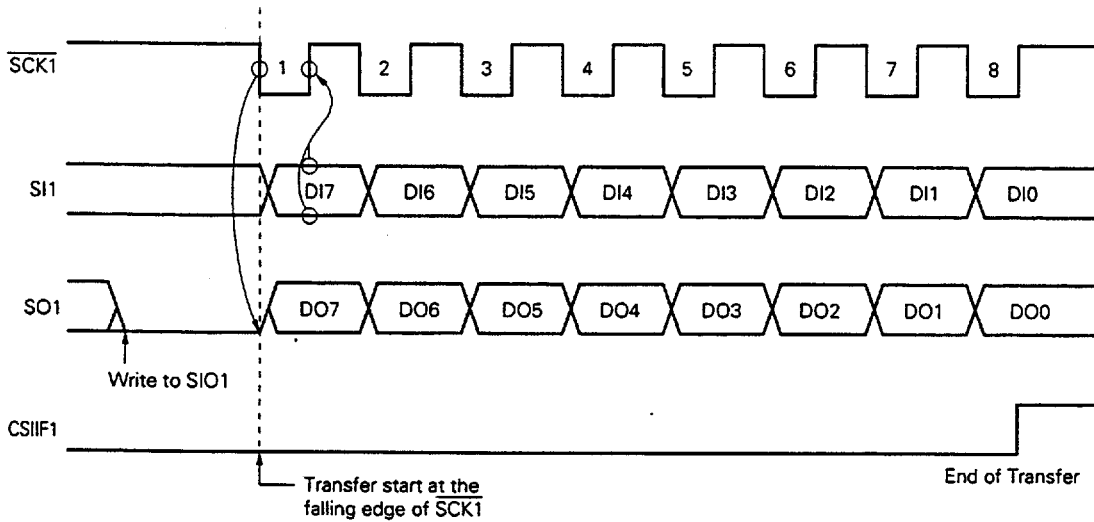 SCK1
1 2 3 4 5 6 7 8
SI1
DI7 DI6 DI5 DI4 DI3 DI2 DI1 DI0
SO1
DO7 DO6 DO5 DO4 DO3 DO2 DO1 DO0
Write to SIO1
CSIIF1
End of Transfer
Transfer start at the
falling edge of SCK1